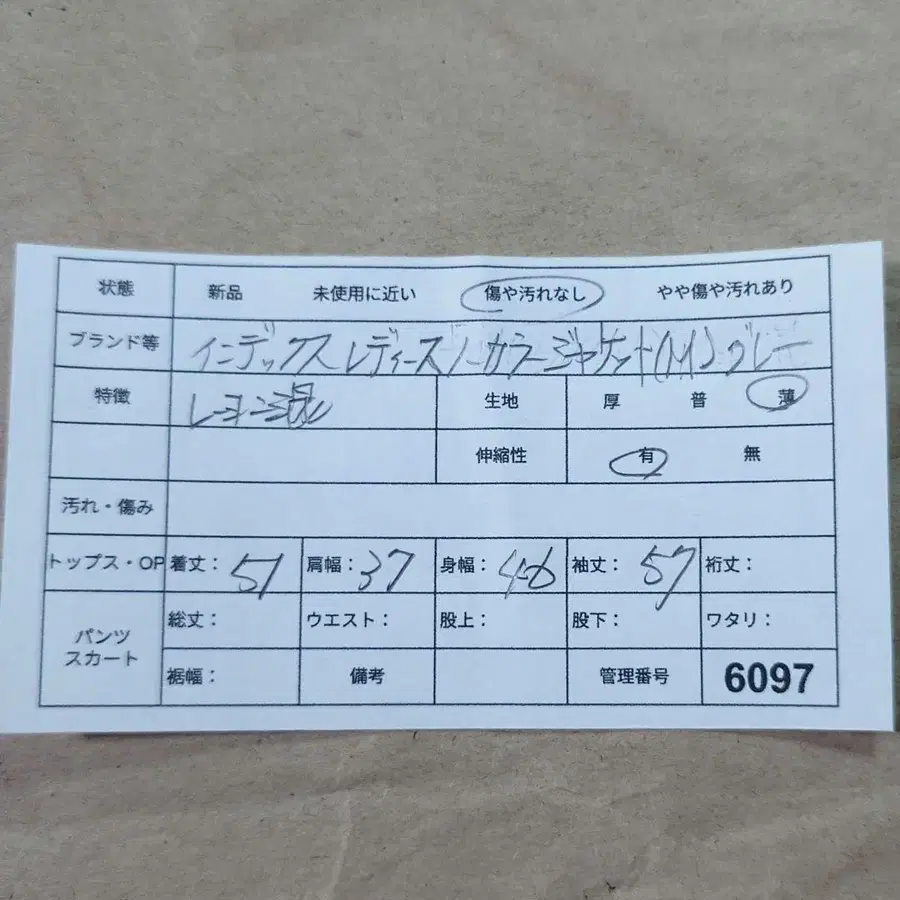 状態 新品 未使用に近い 傷や汚れなし やや傷や汚れあり
ブランド等 インデックス レディース ノーカラージャケット(M) グレー
特徴 レーヨン混 生地 厚 普 薄
伸縮性 有 無
汚れ・傷み
トップス・OP 着丈: 51 肩幅: 37 身幅: 46 袖丈: 57 裄丈:
パンツ スカート
総丈: ウエスト: 股上: 股下: ワタリ:
裾幅: 備考 管理番号 6097